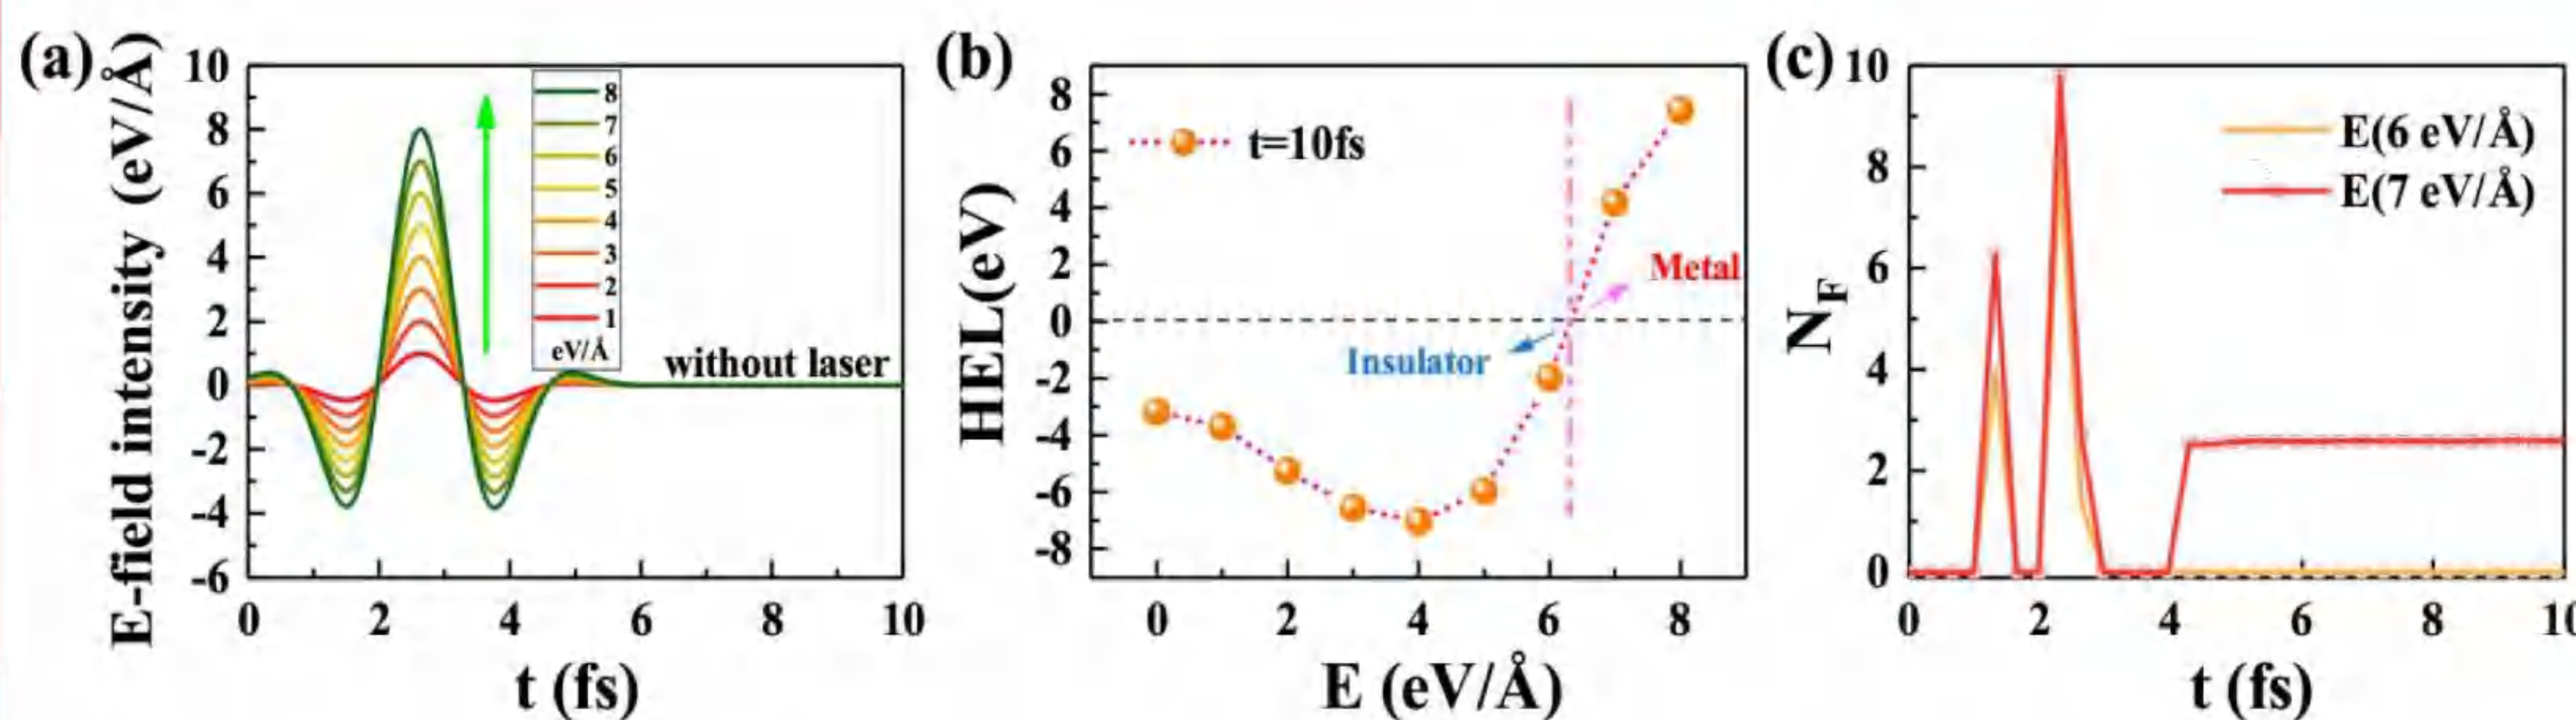 (a)
E-field intensity (eV/Å)
10
8
6
4
2
0
-2
-4
-6
0 2 4 6 8 10
t (fs)
8
7
6
5
4
3
2
1
eV/Å
without laser
(b)
HEL(eV)
8
6
4
2
0
-2
-4
-6
-8
0 2 4 6 8
E (eV/Å)
t=10fs
Metal
Insulator
(c)
N_F
10
8
6
4
2
0
0 2 4 6 8 10
t (fs)
E(6 eV/Å)
E(7 eV/Å)